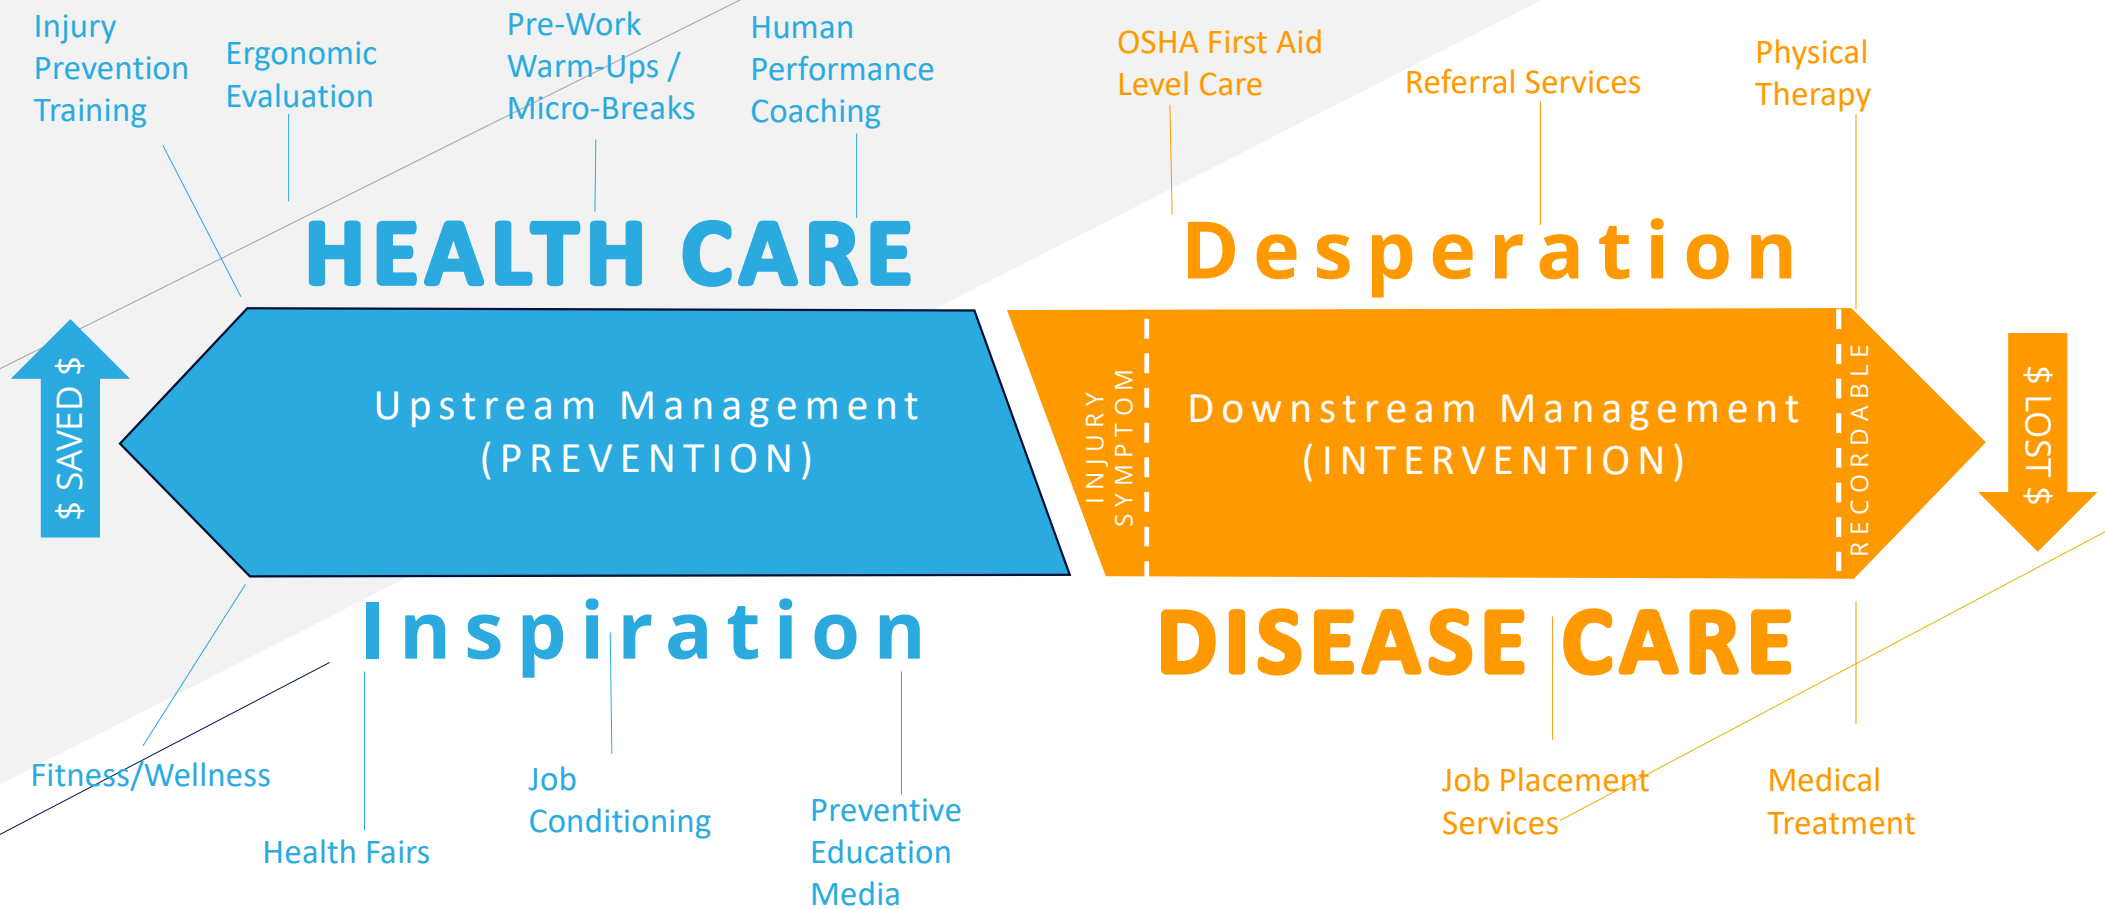 Injury
Prevention
Training
Ergonomic
Evaluation
Pre-Work
Warm-Ups /
Micro-Breaks
Human
Performance
Coaching
OSHA First Aid
Level Care
Referral Services
Physical
Therapy
HEALTH CARE
Desperation
$ SAVED $
Upstream Management
(PREVENTION)
INJURY
SYMPTOM
Downstream Management
(INTERVENTION)
RECORDABLE
$ LOST $
Inspiration
DISEASE CARE
Fitness/Wellness
Health Fairs
Job
Conditioning
Preventive
Education
Media
Job Placement
Services
Medical
Treatment